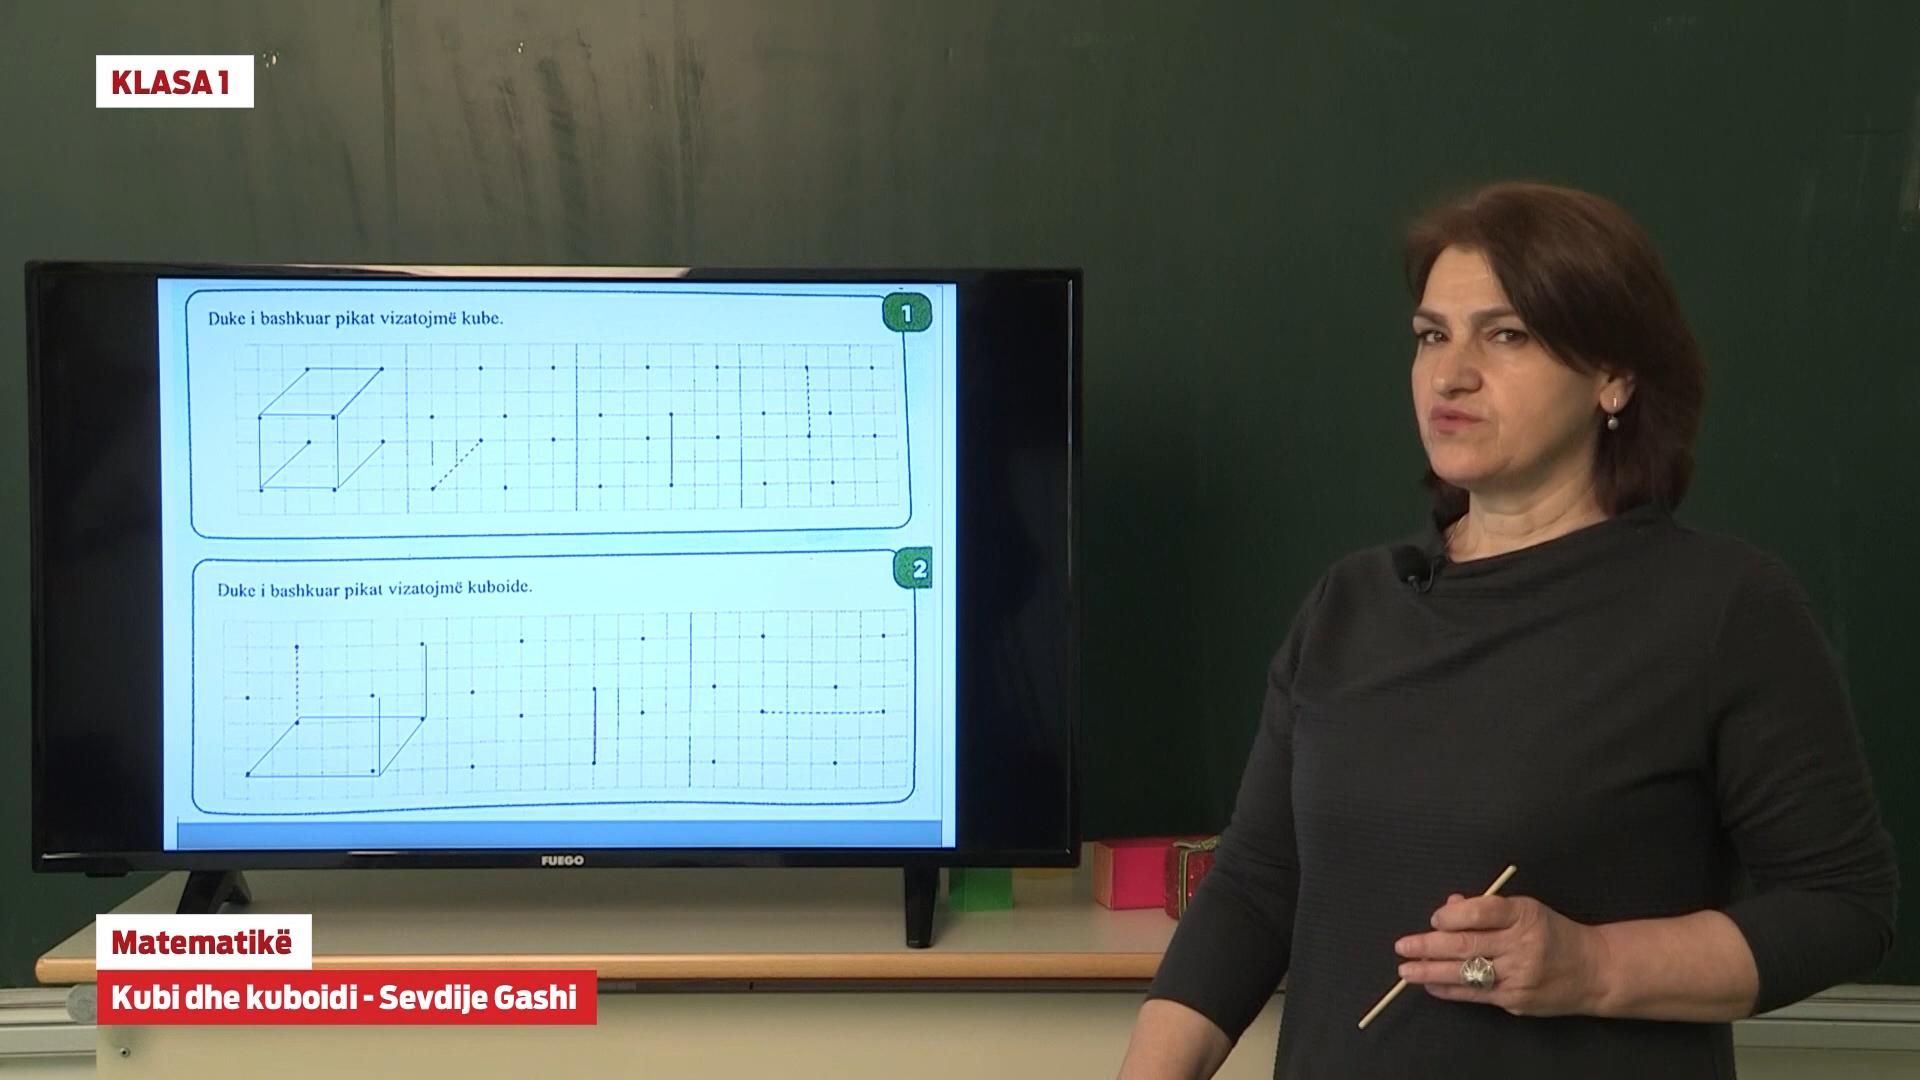 KLASA 1
1
Duke i bashkuar pikat vizatojmë kube.
2
Duke i bashkuar pikat vizatojmë kuboide.
FUEGO
Matematikë
Kubi dhe kuboidi - Sevdije Gashi